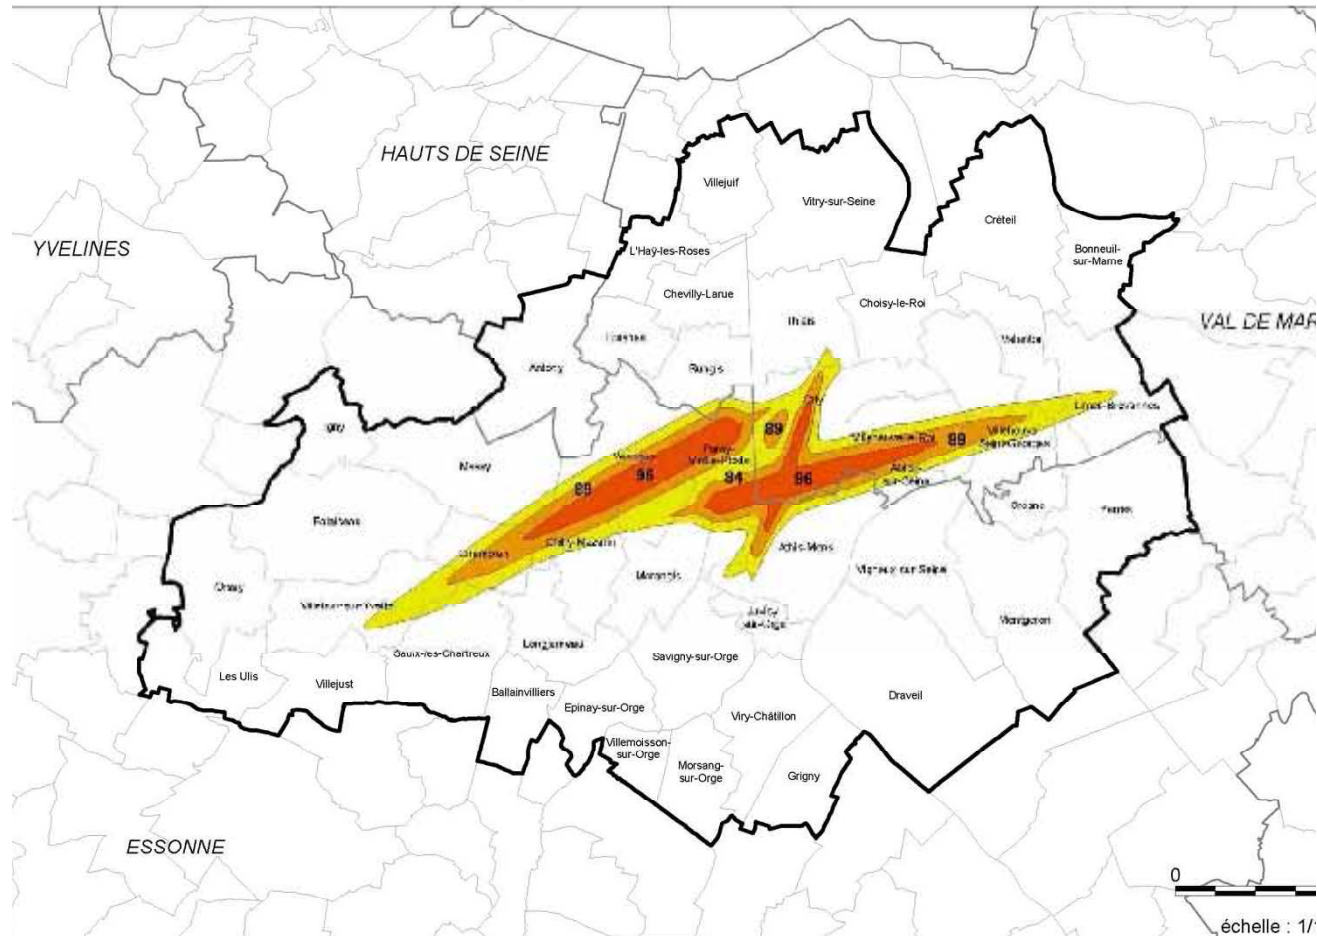 HAUTS DE SEINE
Villejuif
Vitry-sur-Seine
Créteil
YVELINES
L'Haÿ-les-Roses
Bonneuil-
sur-Marne
Chevilly-Larue
Choisy-le-Roi
Thiais
VAL DE MAR
Rungis
Antony
Orly
89
Massy
96
84
96
89
89
Chilly-Mazarin
Athis-Mons
Vigneux sur Seine
Orsay
Morangis
Juvisy
sur-Orge
Montgeron
Longjumeau
Saulx-les-Chartreux
Savigny-sur-Orge
Les Ulis
Villejust
Ballainvilliers
Epinay-sur-Orge
Draveil
Viry-Châtillon
Villemoisson-
sur-Orge
Morsang-
sur-Orge
Grigny
ESSONNE
0
échelle : 1/1